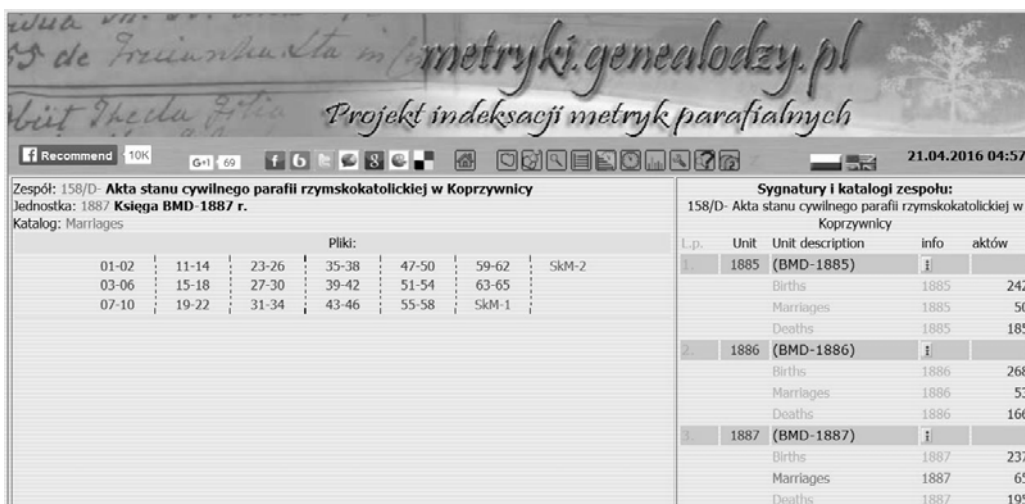 metryki.genealodzy.pl
Projekt indeksacji metryk parafialnych
Recommend 10K
G+1 69
21.04.2016 04:57
Zespół: 158/D- Akta stanu cywilnego parafii rzymskokatolickiej w Koprzywnicy
Jednostka: 1887 Księga BMD-1887 r.
Katalog: Marriages
Pliki:
01-02 11-14 23-26 35-38 47-50 59-62 SkM-2
03-06 15-18 27-30 39-42 51-54 63-65
07-10 19-22 31-34 43-46 55-58 SkM-1
Sygnatury i katalogi zespołu:
158/D- Akta stanu cywilnego parafii rzymskokatolickiej w
Koprzywnicy
L.p. Unit Unit description info aktów
1. 1885 (BMD-1885)
Births 1885 242
Marriages 1885 50
Deaths 1885 185
2. 1886 (BMD-1886)
Births 1886 268
Marriages 1886 53
Deaths 1886 166
3. 1887 (BMD-1887)
Births 1887 237
Marriages 1887 65
Deaths 1887 195